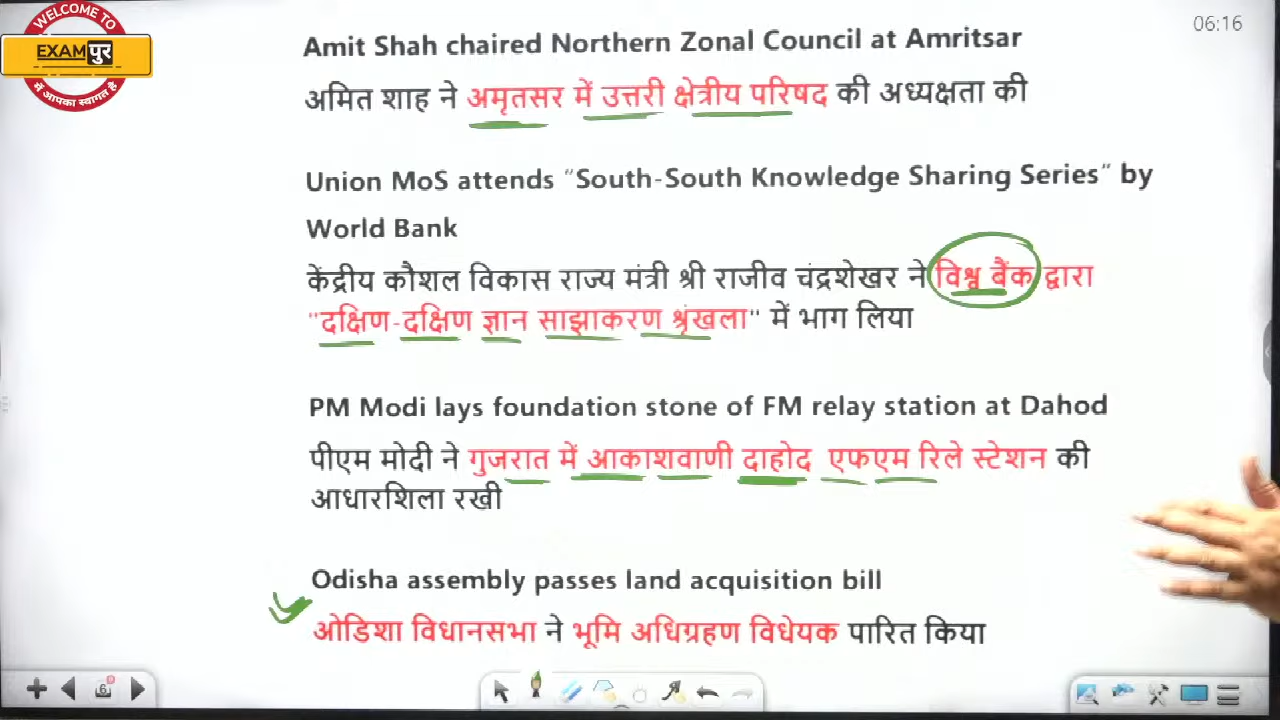 WELCOME TO
EXAMपुर
में आपका स्वागत है
06:16
Amit Shah chaired Northern Zonal Council at Amritsar
अमित शाह ने अमृतसर में उत्तरी क्षेत्रीय परिषद की अध्यक्षता की
Union MoS attends “South-South Knowledge Sharing Series” by
World Bank
केंद्रीय कौशल विकास राज्य मंत्री श्री राजीव चंद्रशेखर ने विश्व बैंक द्वारा
"दक्षिण-दक्षिण ज्ञान साझाकरण श्रृंखला" में भाग लिया
PM Modi lays foundation stone of FM relay station at Dahod
पीएम मोदी ने गुजरात में आकाशवाणी दाहोद एफएम रिले स्टेशन की
आधारशिला रखी
Odisha assembly passes land acquisition bill
ओडिशा विधानसभा ने भूमि अधिग्रहण विधेयक पारित किया
6